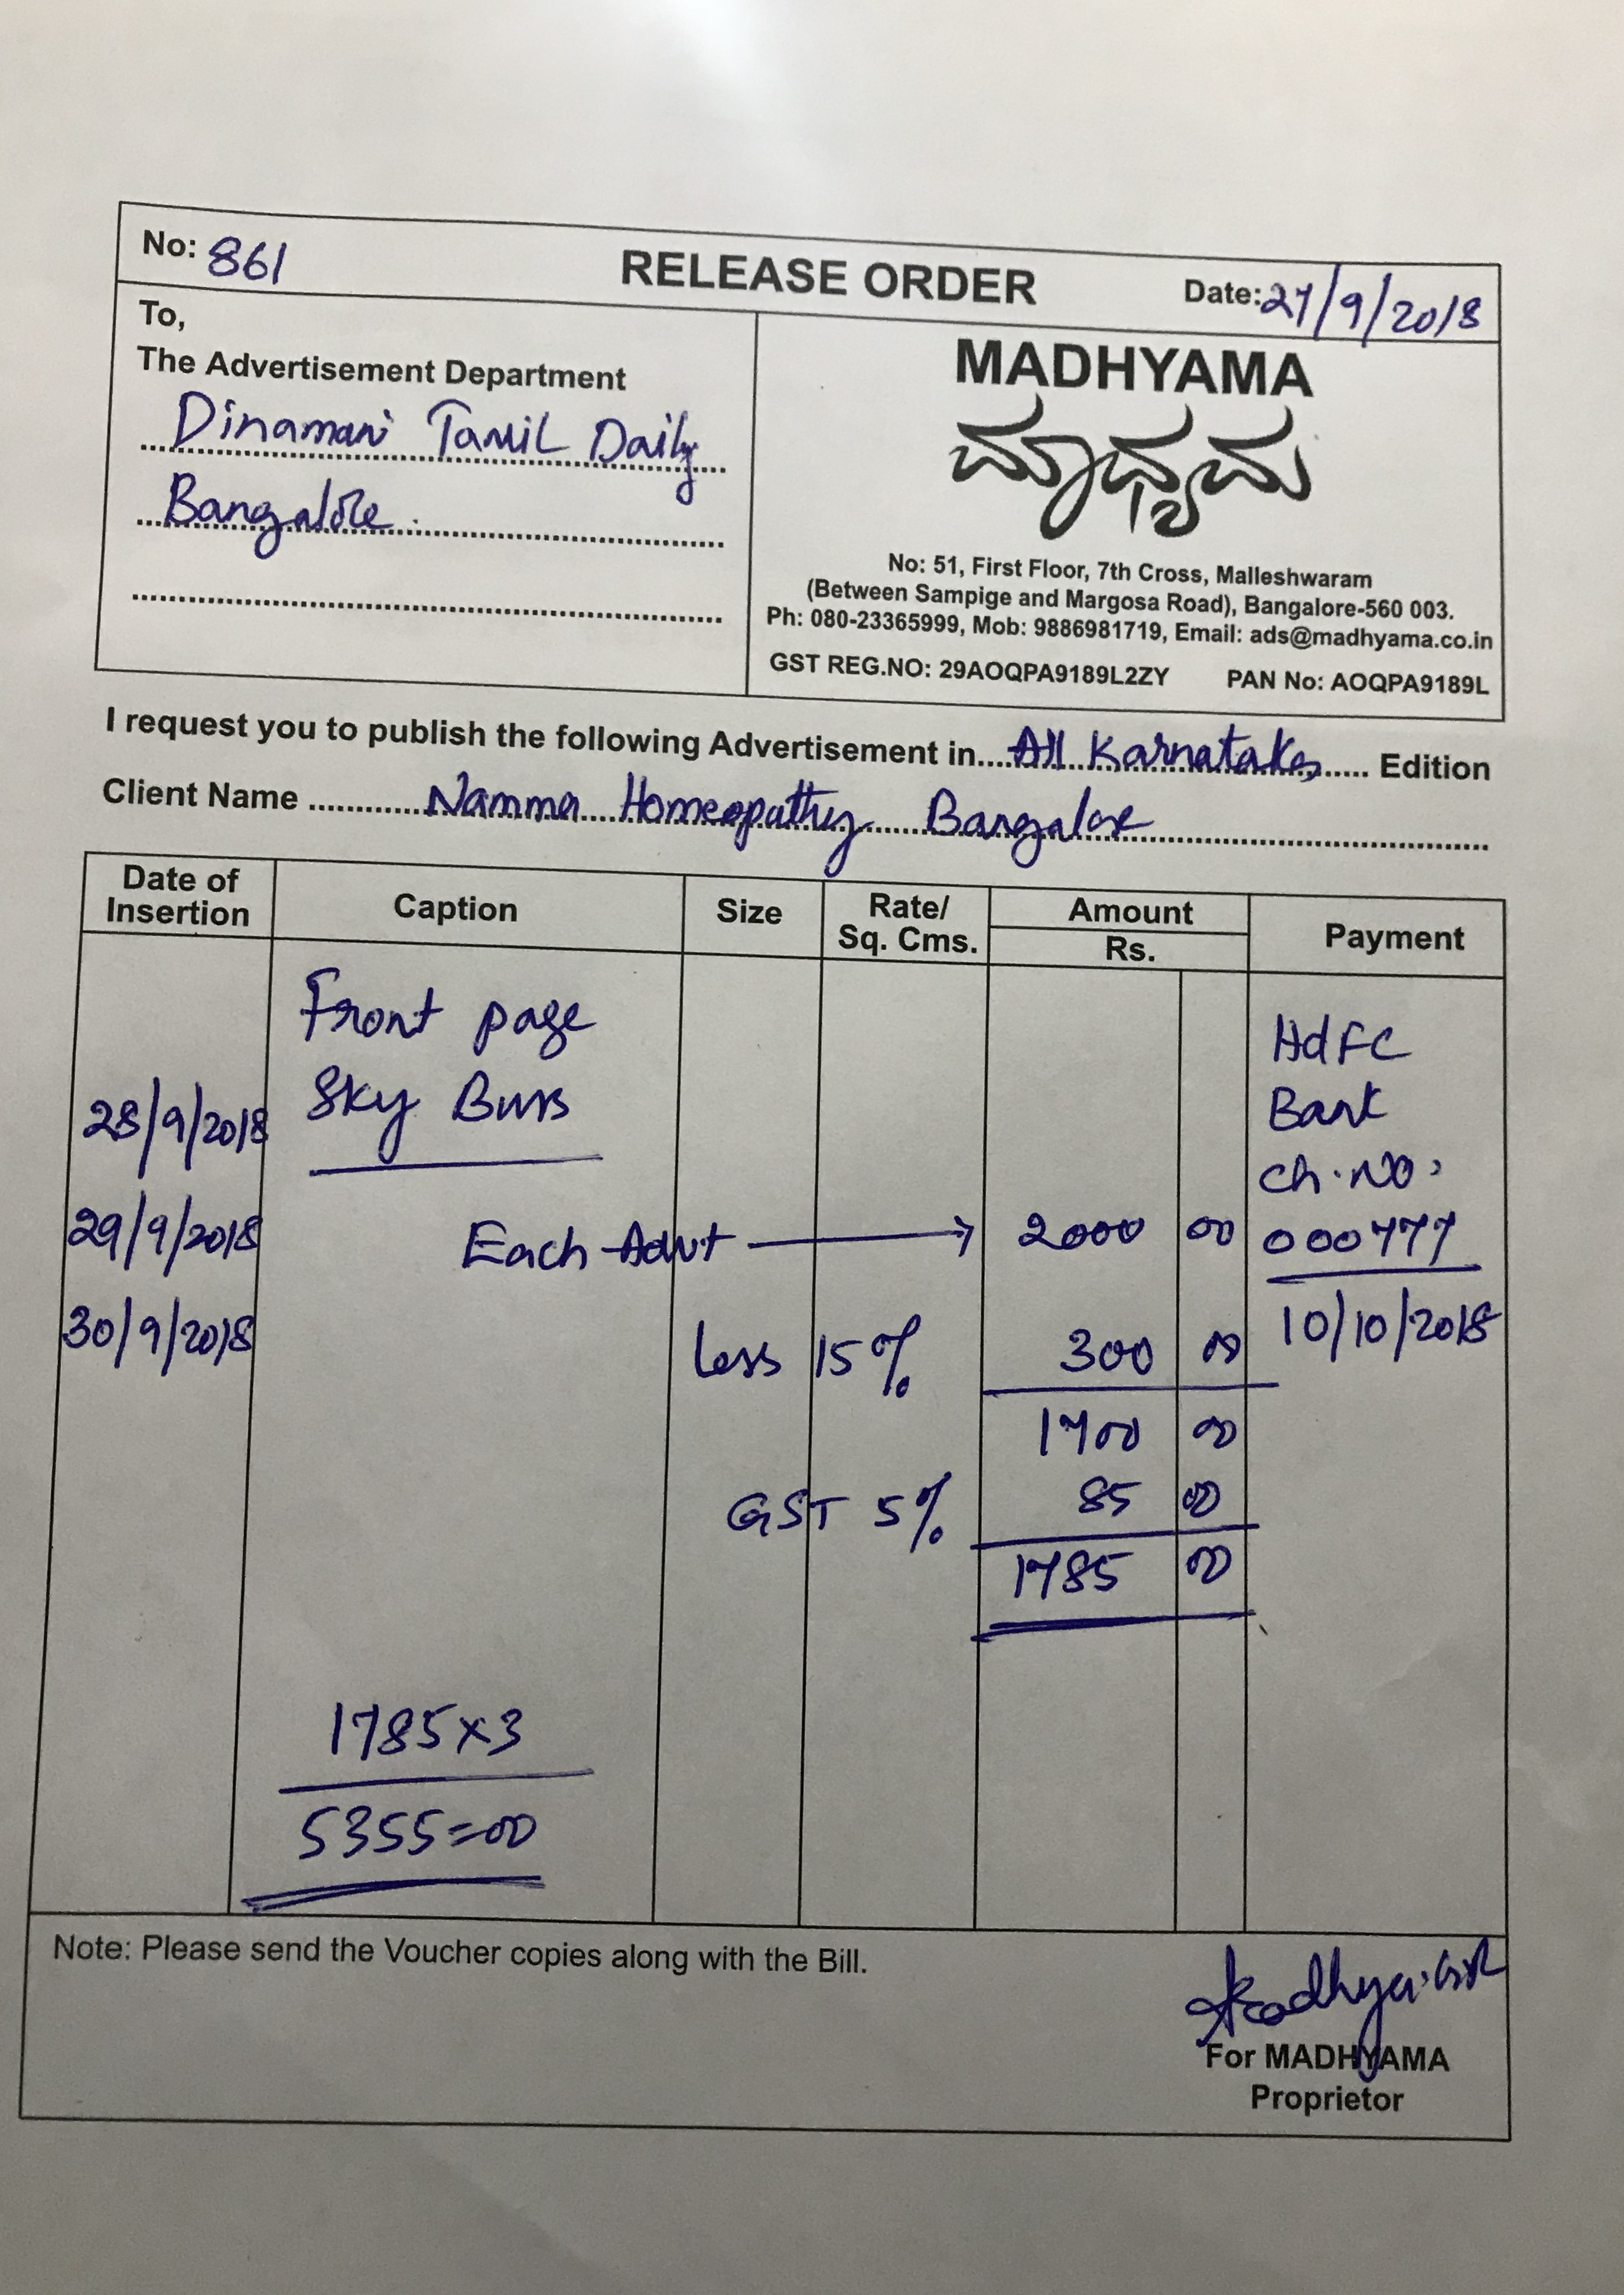 No: 861
RELEASE ORDER
Date: 27/9/2018
To,
The Advertisement Department
Dinamani Tamil Daily
Bangalore.
MADHYAMA
ಮಾಧ್ಯಮ
No: 51, First Floor, 7th Cross, Malleshwaram
(Between Sampige and Margosa Road), Bangalore-560 003.
Ph: 080-23365999, Mob: 9886981719, Email: ads@madhyama.co.in
GST REG.NO: 29AOQPA9189L2ZY PAN No: AOQPA9189L
I request you to publish the following Advertisement in....All Karnataka..... Edition
Client Name ............Namma Homeopathy Bangalore............
Date of
Insertion
Caption
Size
Rate/
Sq. Cms.
Amount
Rs.
Payment
Front page
Sky Buss
28/9/2018
29/9/2018
30/9/2018
Each Advt → 2000 00
less 15% 300 00
1700 00
GST 5% 85 00
1785 00
HdFC
Bank
Ch. No:
000777
10/10/2018
1785x3
5355=00
Note: Please send the Voucher copies along with the Bill.
For MADHYAMA
Proprietor